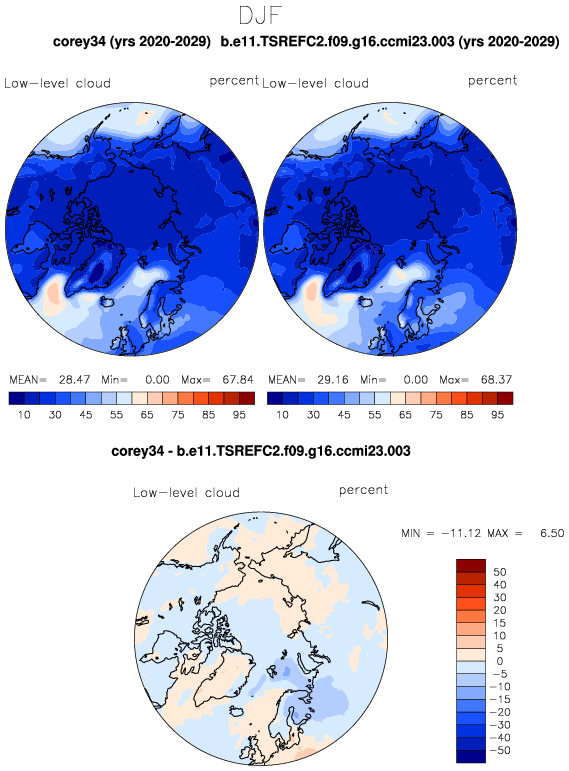 DJF
corey34 (yrs 2020-2029) b.e11.TSREFC2.f09.g16.ccmi23.003 (yrs 2020-2029)
Low-level cloud percent Low-level cloud percent
MEAN= 28.47 Min= 0.00 Max= 67.84 MEAN= 29.16 Min= 0.00 Max= 68.37
10 30 45 55 65 75 85 95 10 30 45 55 65 75 85 95
corey34 - b.e11.TSREFC2.f09.g16.ccmi23.003
Low-level cloud percent
MIN = -11.12 MAX = 6.50
50
40
30
20
15
10
5
0
-5
-10
-15
-20
-30
-40
-50